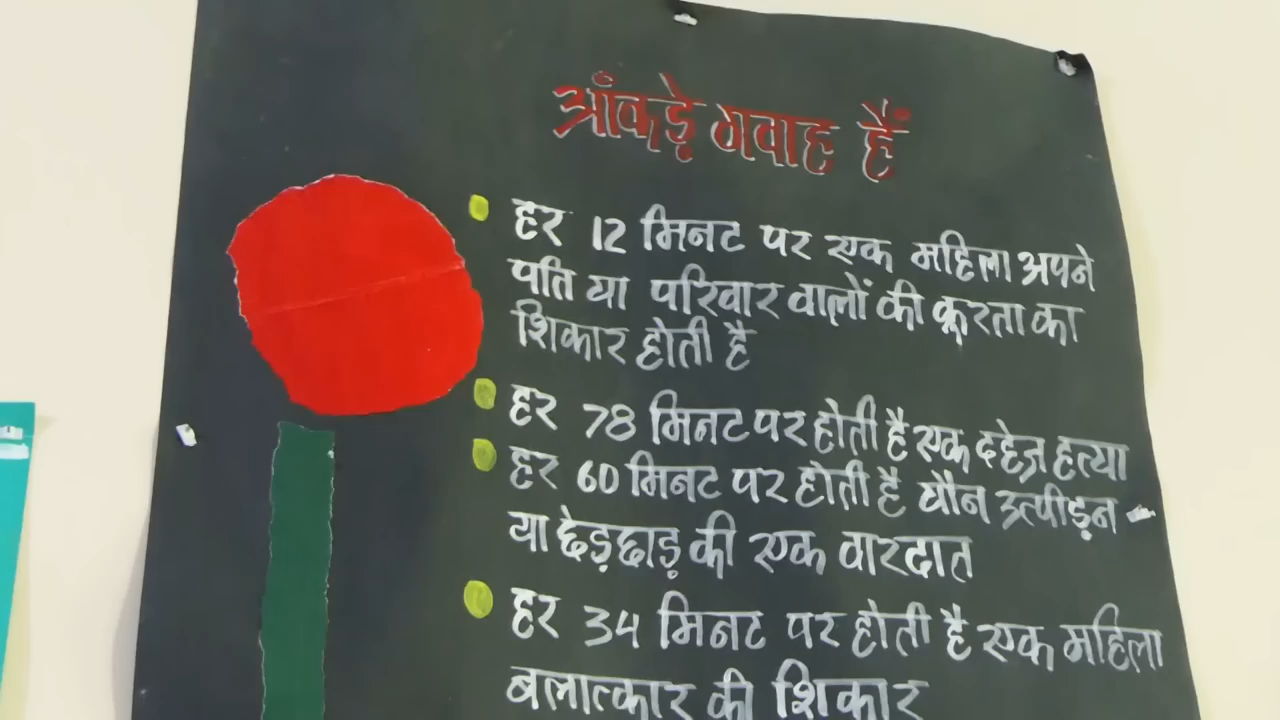 आँकड़े गवाह हैं
हर 12 मिनट पर एक महिला अपने
पति या परिवार वालों की क्रूरता का
शिकार होती है
हर 78 मिनट पर होती है एक दहेज़ हत्या
हर 60 मिनट पर होती है यौन उत्पीड़न
या छेड़छाड़ की एक वारदात
हर 34 मिनट पर होती है एक महिला
बलात्कार की शिकार